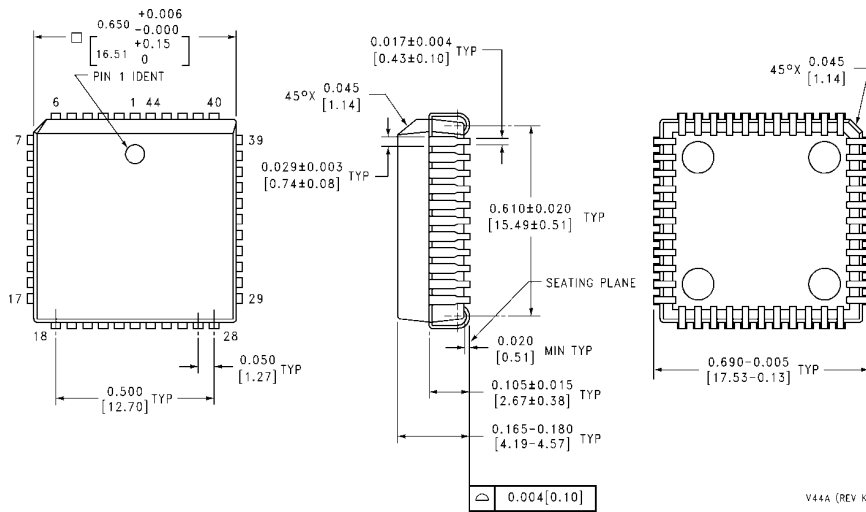 0.650 +0.006 -0.000
[16.51 +0.15 0]
PIN 1 IDENT
6 1 44 40
7 39
17 29
18 28
0.050 [1.27] TYP
0.500 [12.70] TYP
0.017±0.004 [0.43±0.10] TYP
45°X 0.045 [1.14]
0.029±0.003 [0.74±0.08] TYP
0.610±0.020 [15.49±0.51] TYP
SEATING PLANE
0.020 [0.51] MIN TYP
0.105±0.015 [2.67±0.38] TYP
0.165-0.180 [4.19-4.57] TYP
0.004[0.10]
45°X 0.045 [1.14]
0.690-0.005 [17.53-0.13] TYP
V44A (REV K